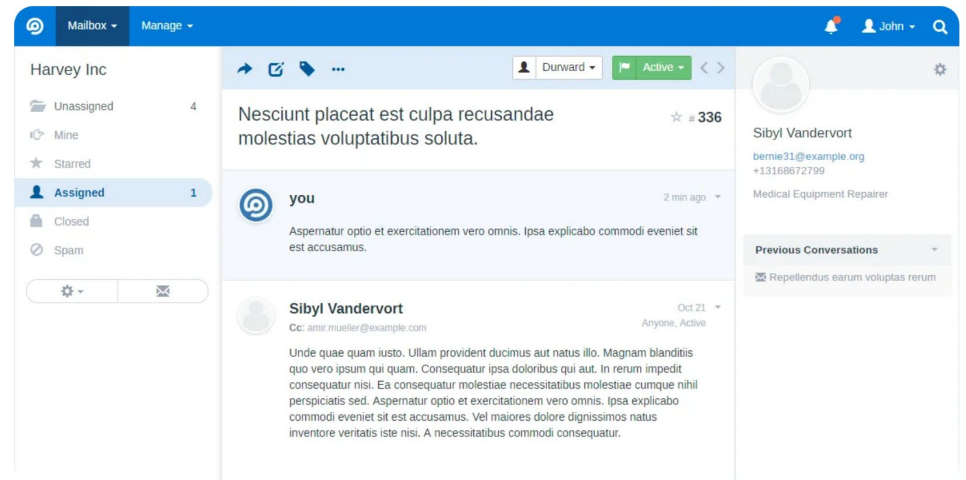 Mailbox
Manage
John
Harvey Inc
Unassigned 4
Mine
Starred
Assigned 1
Closed
Spam
Durward
Active
Nesciunt placeat est culpa recusandae
molestias voluptatibus soluta.
# 336
you
2 min ago
Aspernatur optio et exercitationem vero omnis. Ipsa explicabo commodi eveniet sit
est accusamus.
Sibyl Vandervort
Oct 21
Cc: amir.mueller@example.com
Anyone, Active
Unde quae quam iusto. Ullam provident ducimus aut natus illo. Magnam blanditiis
quo vero ipsum qui quam. Consequatur ipsa doloribus qui aut. In rerum impedit
consequatur nisi. Ea consequatur molestiae necessitatibus molestiae cumque nihil
perspiciatis sed. Aspernatur optio et exercitationem vero omnis. Ipsa explicabo
commodi eveniet sit est accusamus. Vel maiores dolore dignissimos natus
inventore veritatis iste nisi. A necessitatibus commodi consequatur.
Sibyl Vandervort
bernie31@example.org
+13168672799
Medical Equipment Repairer
Previous Conversations
Repellendus earum voluptas rerum